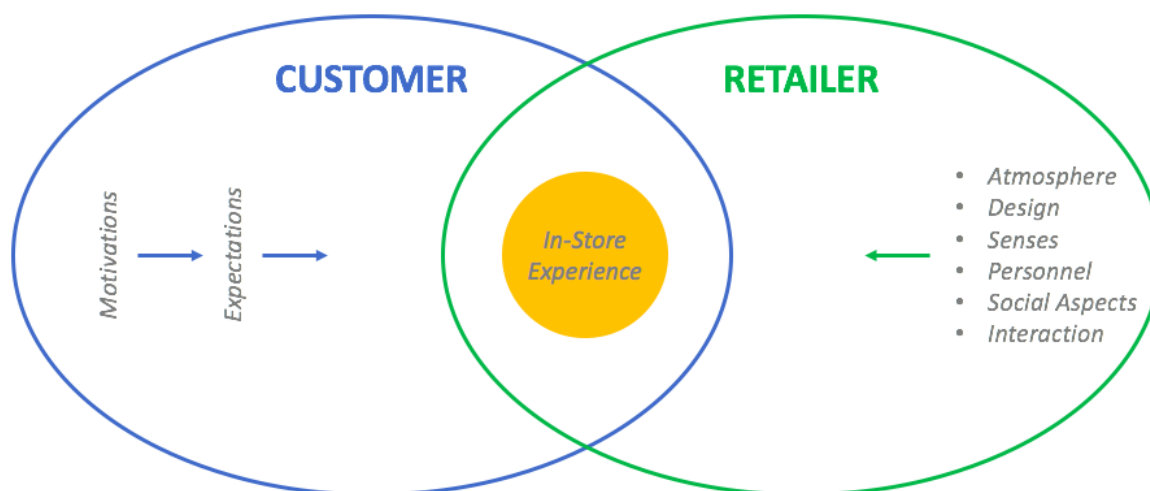 CUSTOMER
RETAILER
Motivations
Expectations
In-Store
Experience
• Atmosphere
• Design
• Senses
• Personnel
• Social Aspects
• Interaction